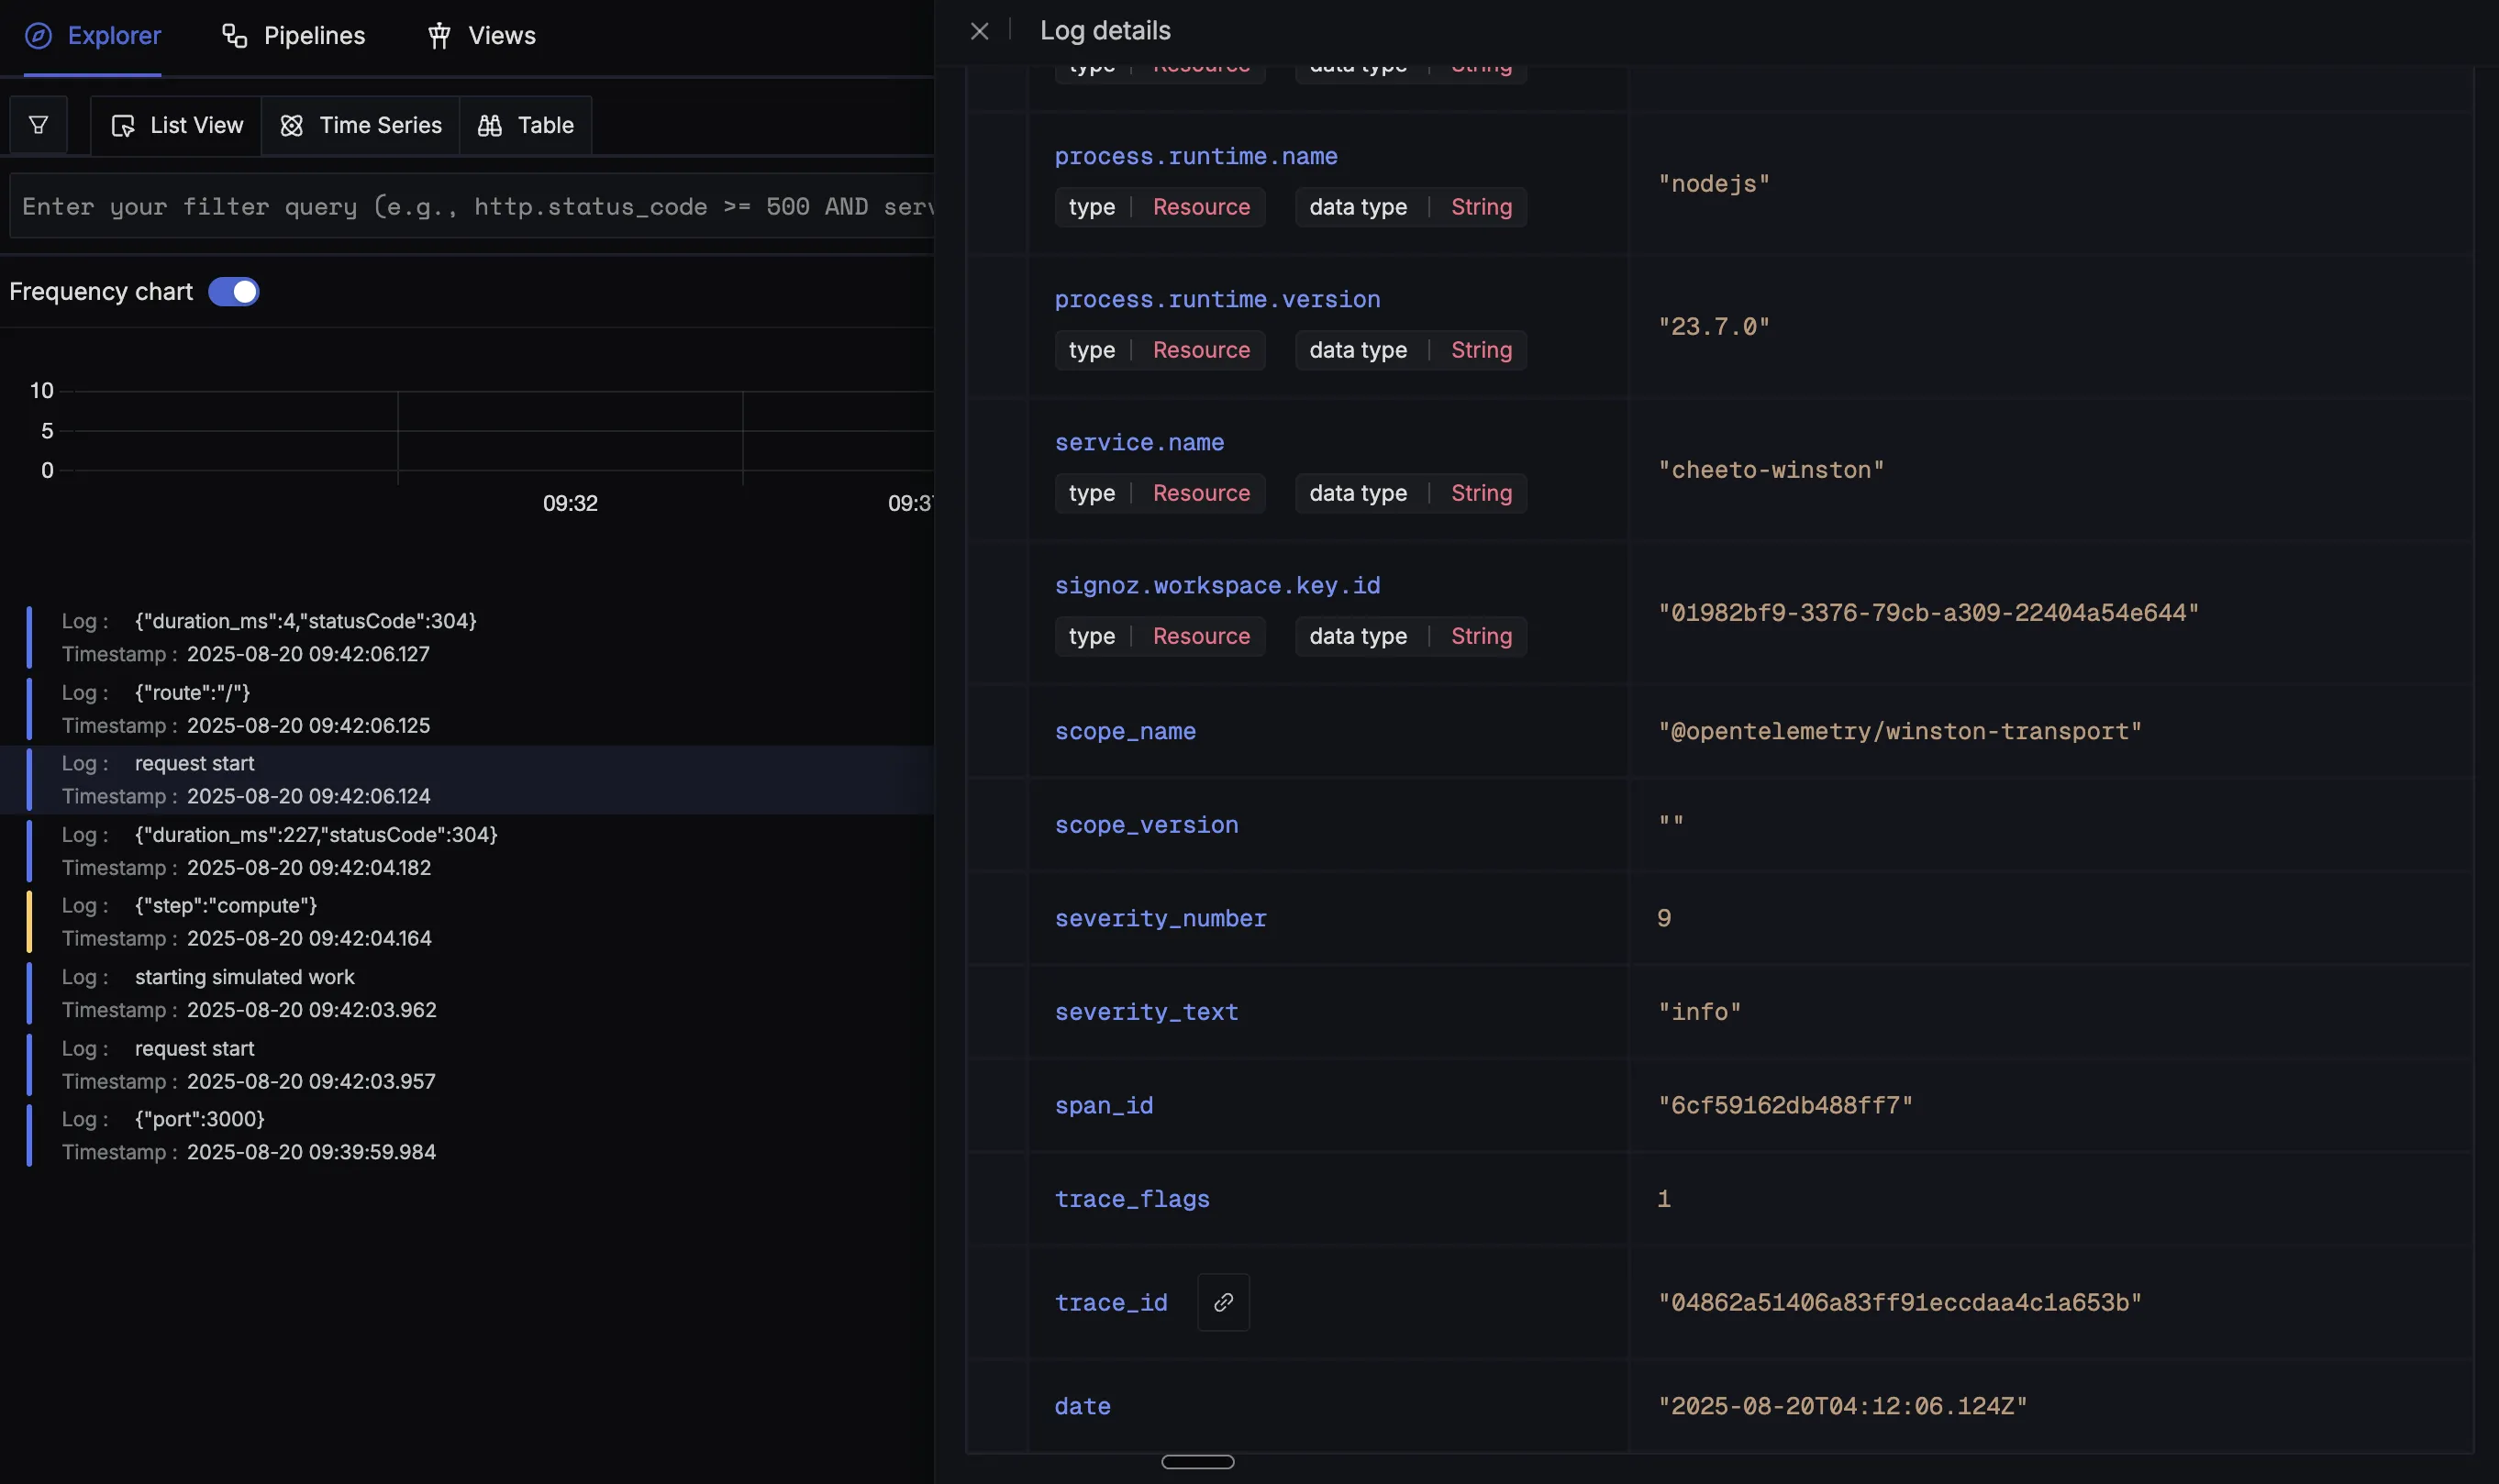 Explorer
Pipelines
Views
List View
Time Series
Table
Enter your filter query (e.g., http.status_code >= 500 AND serv
Frequency chart
10
5
0
09:32
09:37
Log : {"duration_ms":4,"statusCode":304}
Timestamp : 2025-08-20 09:42:06.127
Log : {"route":"/"}
Timestamp : 2025-08-20 09:42:06.125
Log : request start
Timestamp : 2025-08-20 09:42:06.124
Log : {"duration_ms":227,"statusCode":304}
Timestamp : 2025-08-20 09:42:04.182
Log : {"step":"compute"}
Timestamp : 2025-08-20 09:42:04.164
Log : starting simulated work
Timestamp : 2025-08-20 09:42:03.962
Log : request start
Timestamp : 2025-08-20 09:42:03.957
Log : {"port":3000}
Timestamp : 2025-08-20 09:39:59.984
Log details
type Resource data type String
process.runtime.name
type Resource data type String
"nodejs"
process.runtime.version
type Resource data type String
"23.7.0"
service.name
type Resource data type String
"cheeto-winston"
signoz.workspace.key.id
type Resource data type String
"01982bf9-3376-79cb-a309-22404a54e644"
scope_name "@opentelemetry/winston-transport"
scope_version ""
severity_number 9
severity_text "info"
span_id "6cf59162db488ff7"
trace_flags 1
trace_id "04862a51406a83ff91eccdaa4c1a653b"
date "2025-08-20T04:12:06.124Z"